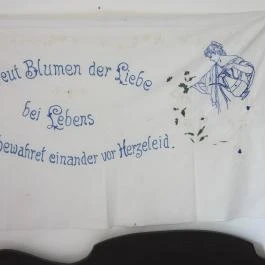 eut Blumen der Liebe
bei Lebens
bewahret einander vor Herzeleid.